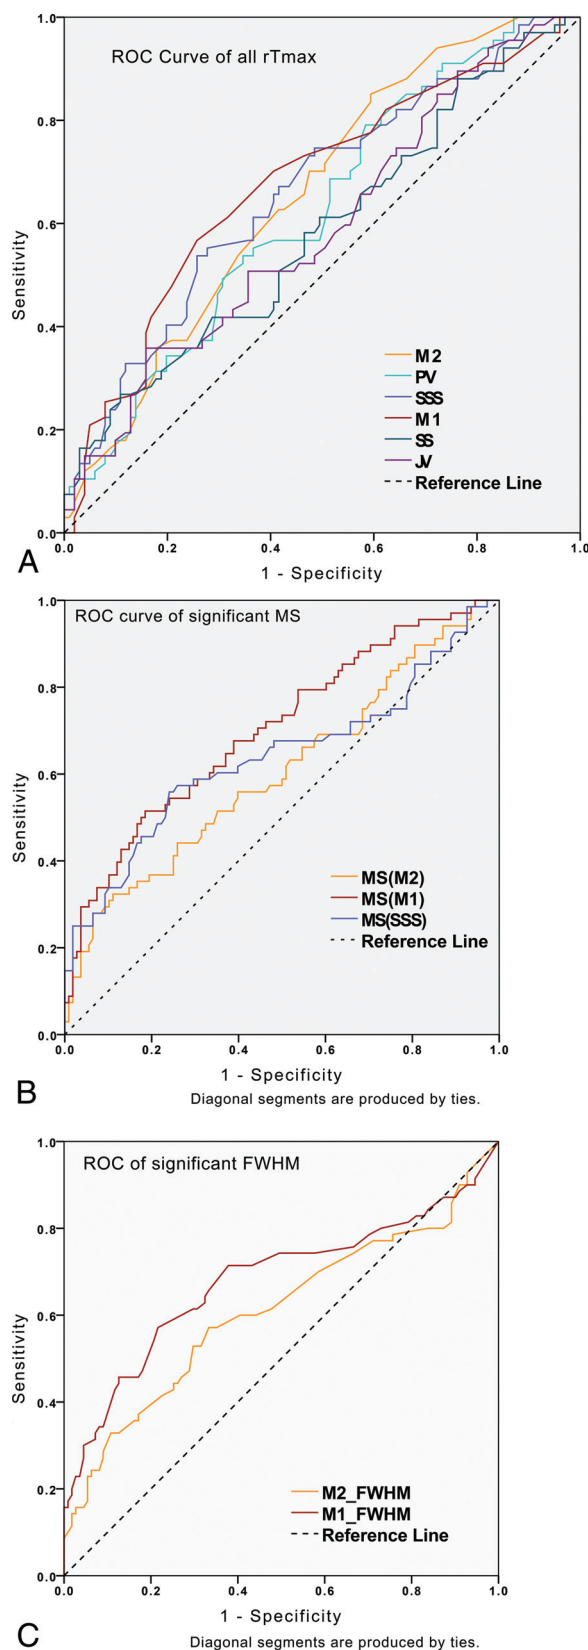 ROC Curve of all rTmax
1.0
0.8
0.6
0.4
0.2
0.0
Sensitivity
M2
PV
SSS
M1
SS
JV
Reference Line
0.0 0.2 0.4 0.6 0.8 1.0
1 - Specificity
A
ROC curve of significant MS
1.0
0.8
0.6
0.4
0.2
0.0
Sensitivity
MS(M2)
MS(M1)
MS(SSS)
Reference Line
0.0 0.2 0.4 0.6 0.8 1.0
1 - Specificity
Diagonal segments are produced by ties.
B
ROC of significant FWHM
1.0
0.8
0.6
0.4
0.2
0.0
Sensitivity
M2_FWHM
M1_FWHM
Reference Line
0.0 0.2 0.4 0.6 0.8 1.0
1 - Specificity
Diagonal segments are produced by ties.
C